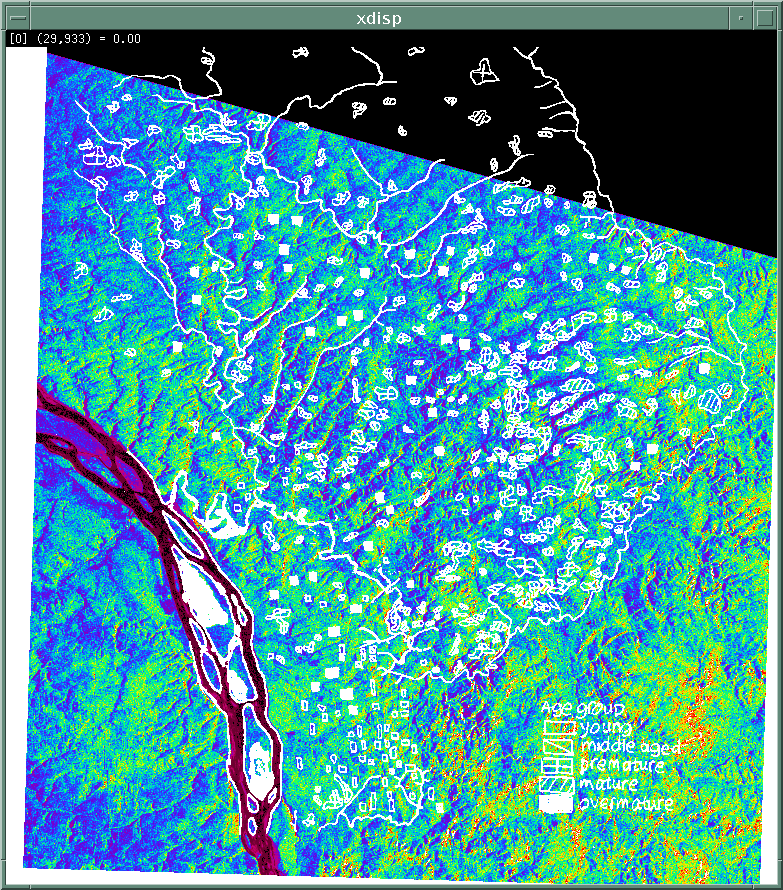 xdisp
[0] (29,933) = 0.00
Age group
young
middle aged
premature
mature
overmature